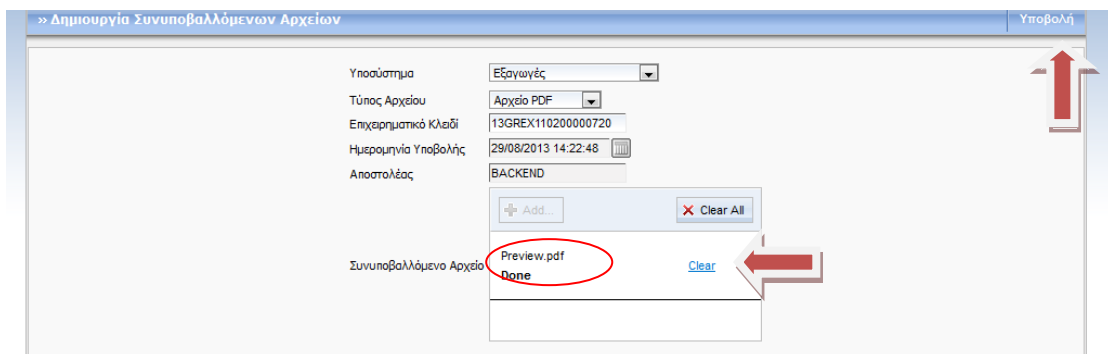 » Δημιουργία Συνυποβαλλόμενων Αρχείων Υποβολή
Υποσύστημα Εξαγωγές
Τύπος Αρχείου Αρχείο PDF
Επιχειρηματικό Κλειδί 13GREX110200000720
Ημερομηνία Υποβολής 29/08/2013 14:22:48
Αποστολέας BACKEND
Add... Clear All
Preview.pdf
Συνυποβαλλόμενο Αρχείο Clear
Done